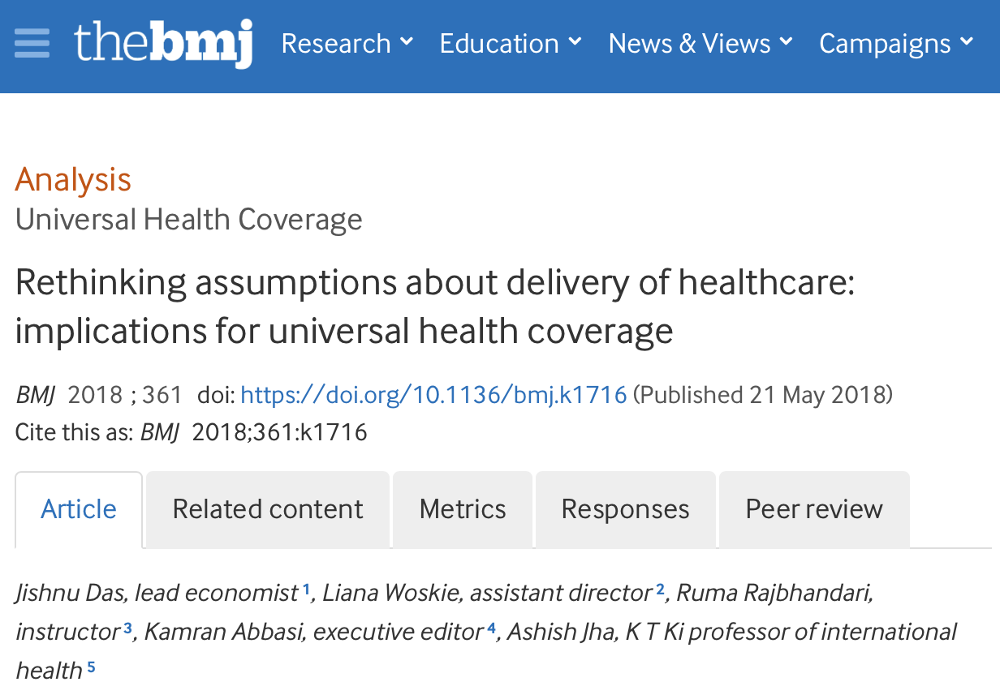 thebmj Research Education News & Views Campaigns
Analysis
Universal Health Coverage
Rethinking assumptions about delivery of healthcare:
implications for universal health coverage
BMJ 2018 ; 361 doi: https://doi.org/10.1136/bmj.k1716 (Published 21 May 2018)
Cite this as: BMJ 2018;361:k1716
Article Related content Metrics Responses Peer review
Jishnu Das, lead economist 1, Liana Woskie, assistant director 2, Ruma Rajbhandari,
instructor 3, Kamran Abbasi, executive editor 4, Ashish Jha, K T Ki professor of international
health 5